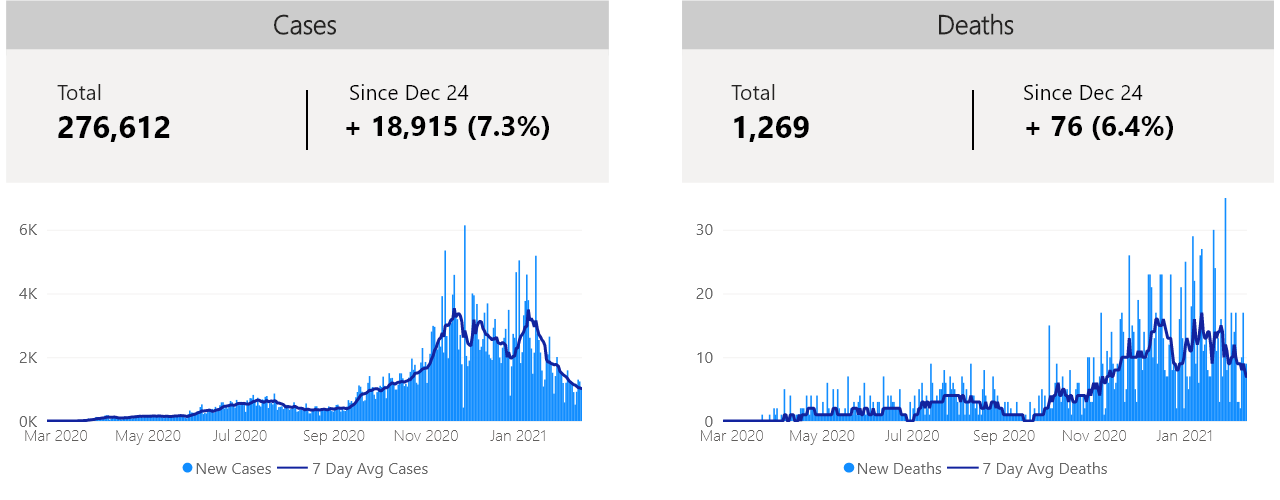 Cases
Total
276,612
Since Dec 24
+ 18,915 (7.3%)
6K
4K
2K
0K
Mar 2020 May 2020 Jul 2020 Sep 2020 Nov 2020 Jan 2021
New Cases 7 Day Avg Cases
Deaths
Total
1,269
Since Dec 24
+ 76 (6.4%)
30
20
10
0
Mar 2020 May 2020 Jul 2020 Sep 2020 Nov 2020 Jan 2021
New Deaths 7 Day Avg Deaths